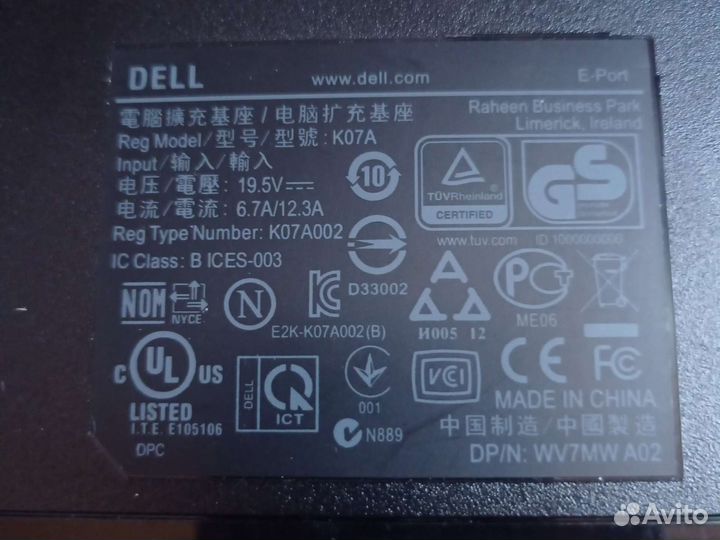 DELL www.dell.com E-Port
電腦擴充基座 / 电脑扩充基座
Raheen Business Park
Limerick, Ireland
Reg Model/型号/型號: K07A
Input/输入/輸入
电压/電壓: 19.5V
电流/電流: 6.7A/12.3A
Reg Type Number: K07A002
IC Class: B ICES-003
10
TÜVRheinland
CERTIFIED
GS
www.tuv.com ID 1000000000
D33002
NOM NYCE N
E2K-K07A002 (B)
И005 12
PCT
ME06
C UL US
LISTED
I.T.E. E105106
DPC
DELL
ICT
001
N889
VCI
CE FC
MADE IN CHINA
中国制造/中國製造
DP/N: WV7MW A02
Avito